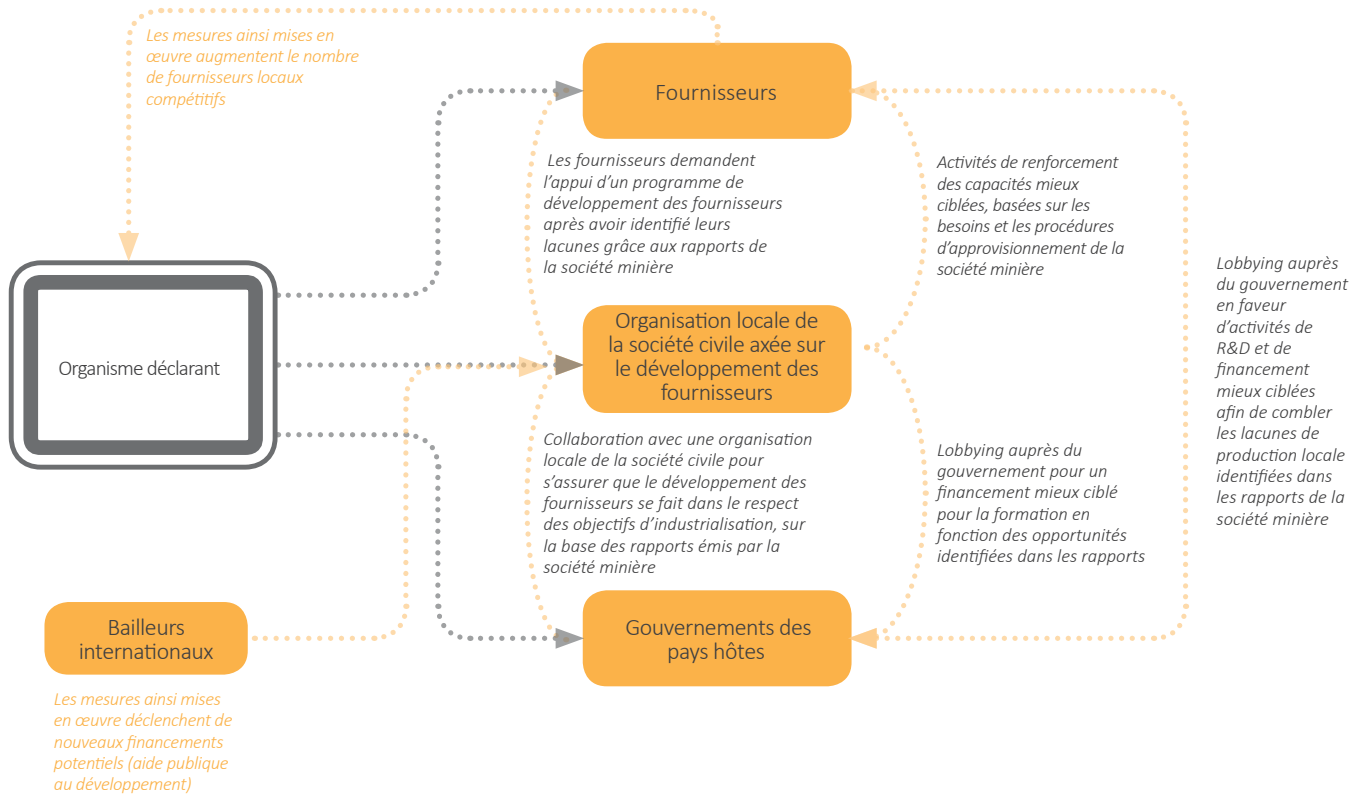 Les mesures ainsi mises en
œuvre augmentent le nombre
de fournisseurs locaux
compétitifs
Fournisseurs
Les fournisseurs demandent
l’appui d’un programme de
développement des fournisseurs
après avoir identifié leurs
lacunes grâce aux rapports de
la société minière
Activités de renforcement
des capacités mieux
ciblées, basées sur les
besoins et les procédures
d’approvisionnement de la
société minière
Lobbying auprès
du gouvernement
en faveur
d’activités de
R&D et de
financement
mieux ciblées
afin de combler
les lacunes de
production locale
identifiées dans
les rapports de la
société minière
Organisme déclarant
Organisation locale de
la société civile axée sur
le développement des
fournisseurs
Collaboration avec une organisation
locale de la société civile pour
s’assurer que le développement des
fournisseurs se fait dans le respect
des objectifs d’industrialisation, sur
la base des rapports émis par la
société minière
Lobbying auprès du
gouvernement pour un
financement mieux ciblé
pour la formation en
fonction des opportunités
identifiées dans les rapports
Bailleurs
internationaux
Gouvernements des
pays hôtes
Les mesures ainsi mises
en œuvre déclenchent de
nouveaux financements
potentiels (aide publique
au développement)